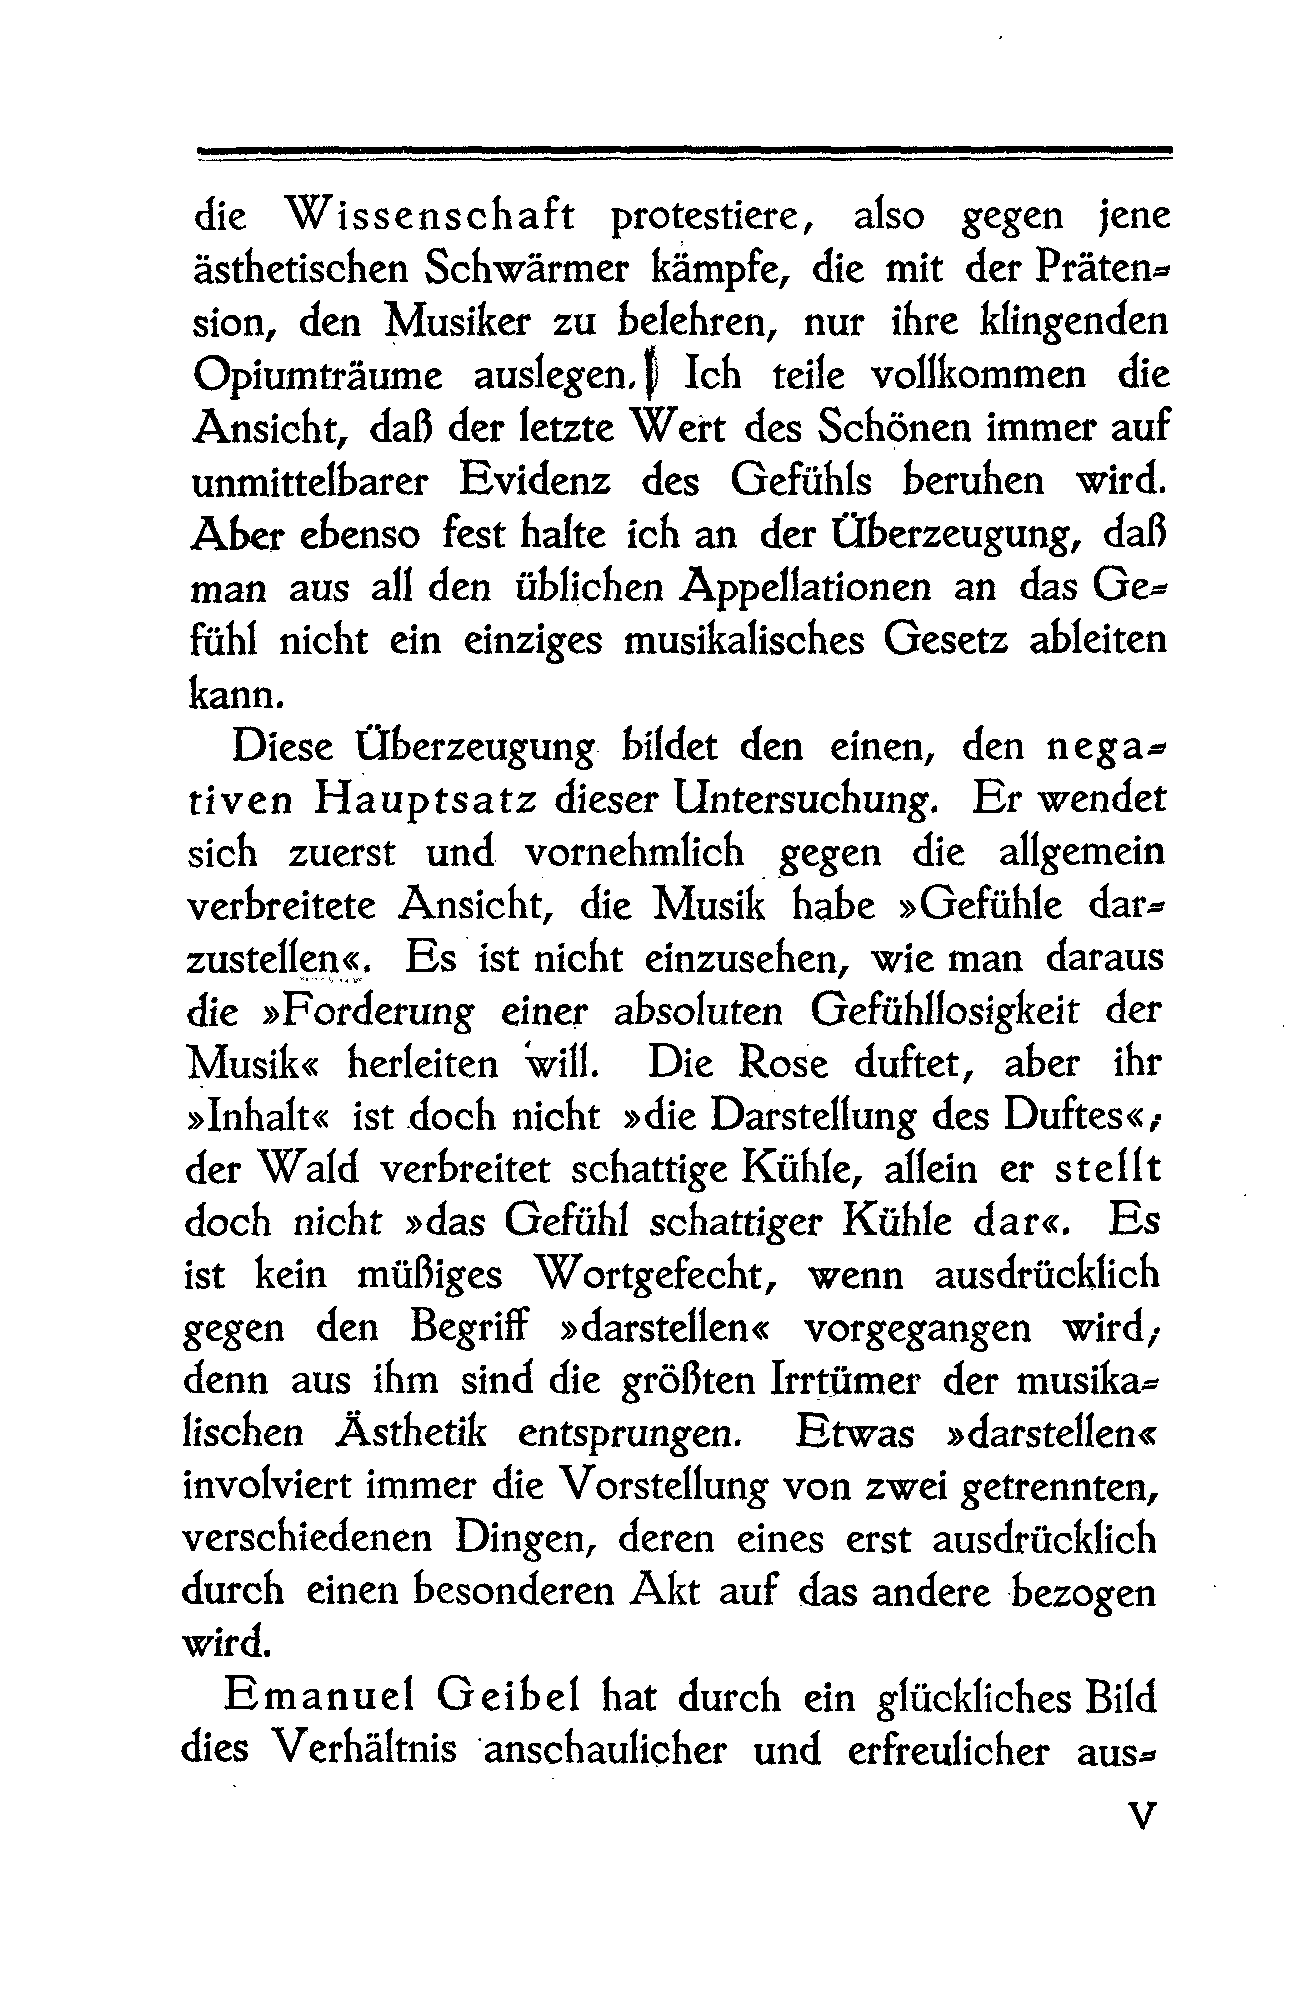 die Wissenschaft protestiere, also gegen jene
ästhetischen Schwärmer kämpfe, die mit der Präten-
sion, den Musiker zu belehren, nur ihre klingenden
Opiumträume auslegen. Ich teile vollkommen die
Ansicht, daß der letzte Wert des Schönen immer auf
unmittelbarer Evidenz des Gefühls beruhen wird.
Aber ebenso fest halte ich an der Überzeugung, daß
man aus all den üblichen Appellationen an das Ge-
fühl nicht ein einziges musikalisches Gesetz ableiten
kann.
Diese Überzeugung bildet den einen, den nega-
tiven Hauptsatz dieser Untersuchung. Er wendet
sich zuerst und vornehmlich gegen die allgemein
verbreitete Ansicht, die Musik habe »Gefühle dar-
zustellen«. Es ist nicht einzusehen, wie man daraus
die »Forderung einer absoluten Gefühllosigkeit der
Musik« herleiten will. Die Rose duftet, aber ihr
»Inhalt« ist doch nicht »die Darstellung des Duftes«;
der Wald verbreitet schattige Kühle, allein er stellt
doch nicht »das Gefühl schattiger Kühle dar«. Es
ist kein müßiges Wortgefecht, wenn ausdrücklich
gegen den Begriff »darstellen« vorgegangen wird;
denn aus ihm sind die größten Irrtümer der musika-
lischen Ästhetik entsprungen. Etwas »darstellen«
involviert immer die Vorstellung von zwei getrennten,
verschiedenen Dingen, deren eines erst ausdrücklich
durch einen besonderen Akt auf das andere bezogen
wird.
Emanuel Geibel hat durch ein glückliches Bild
dies Verhältnis anschaulicher und erfreulicher aus-
V